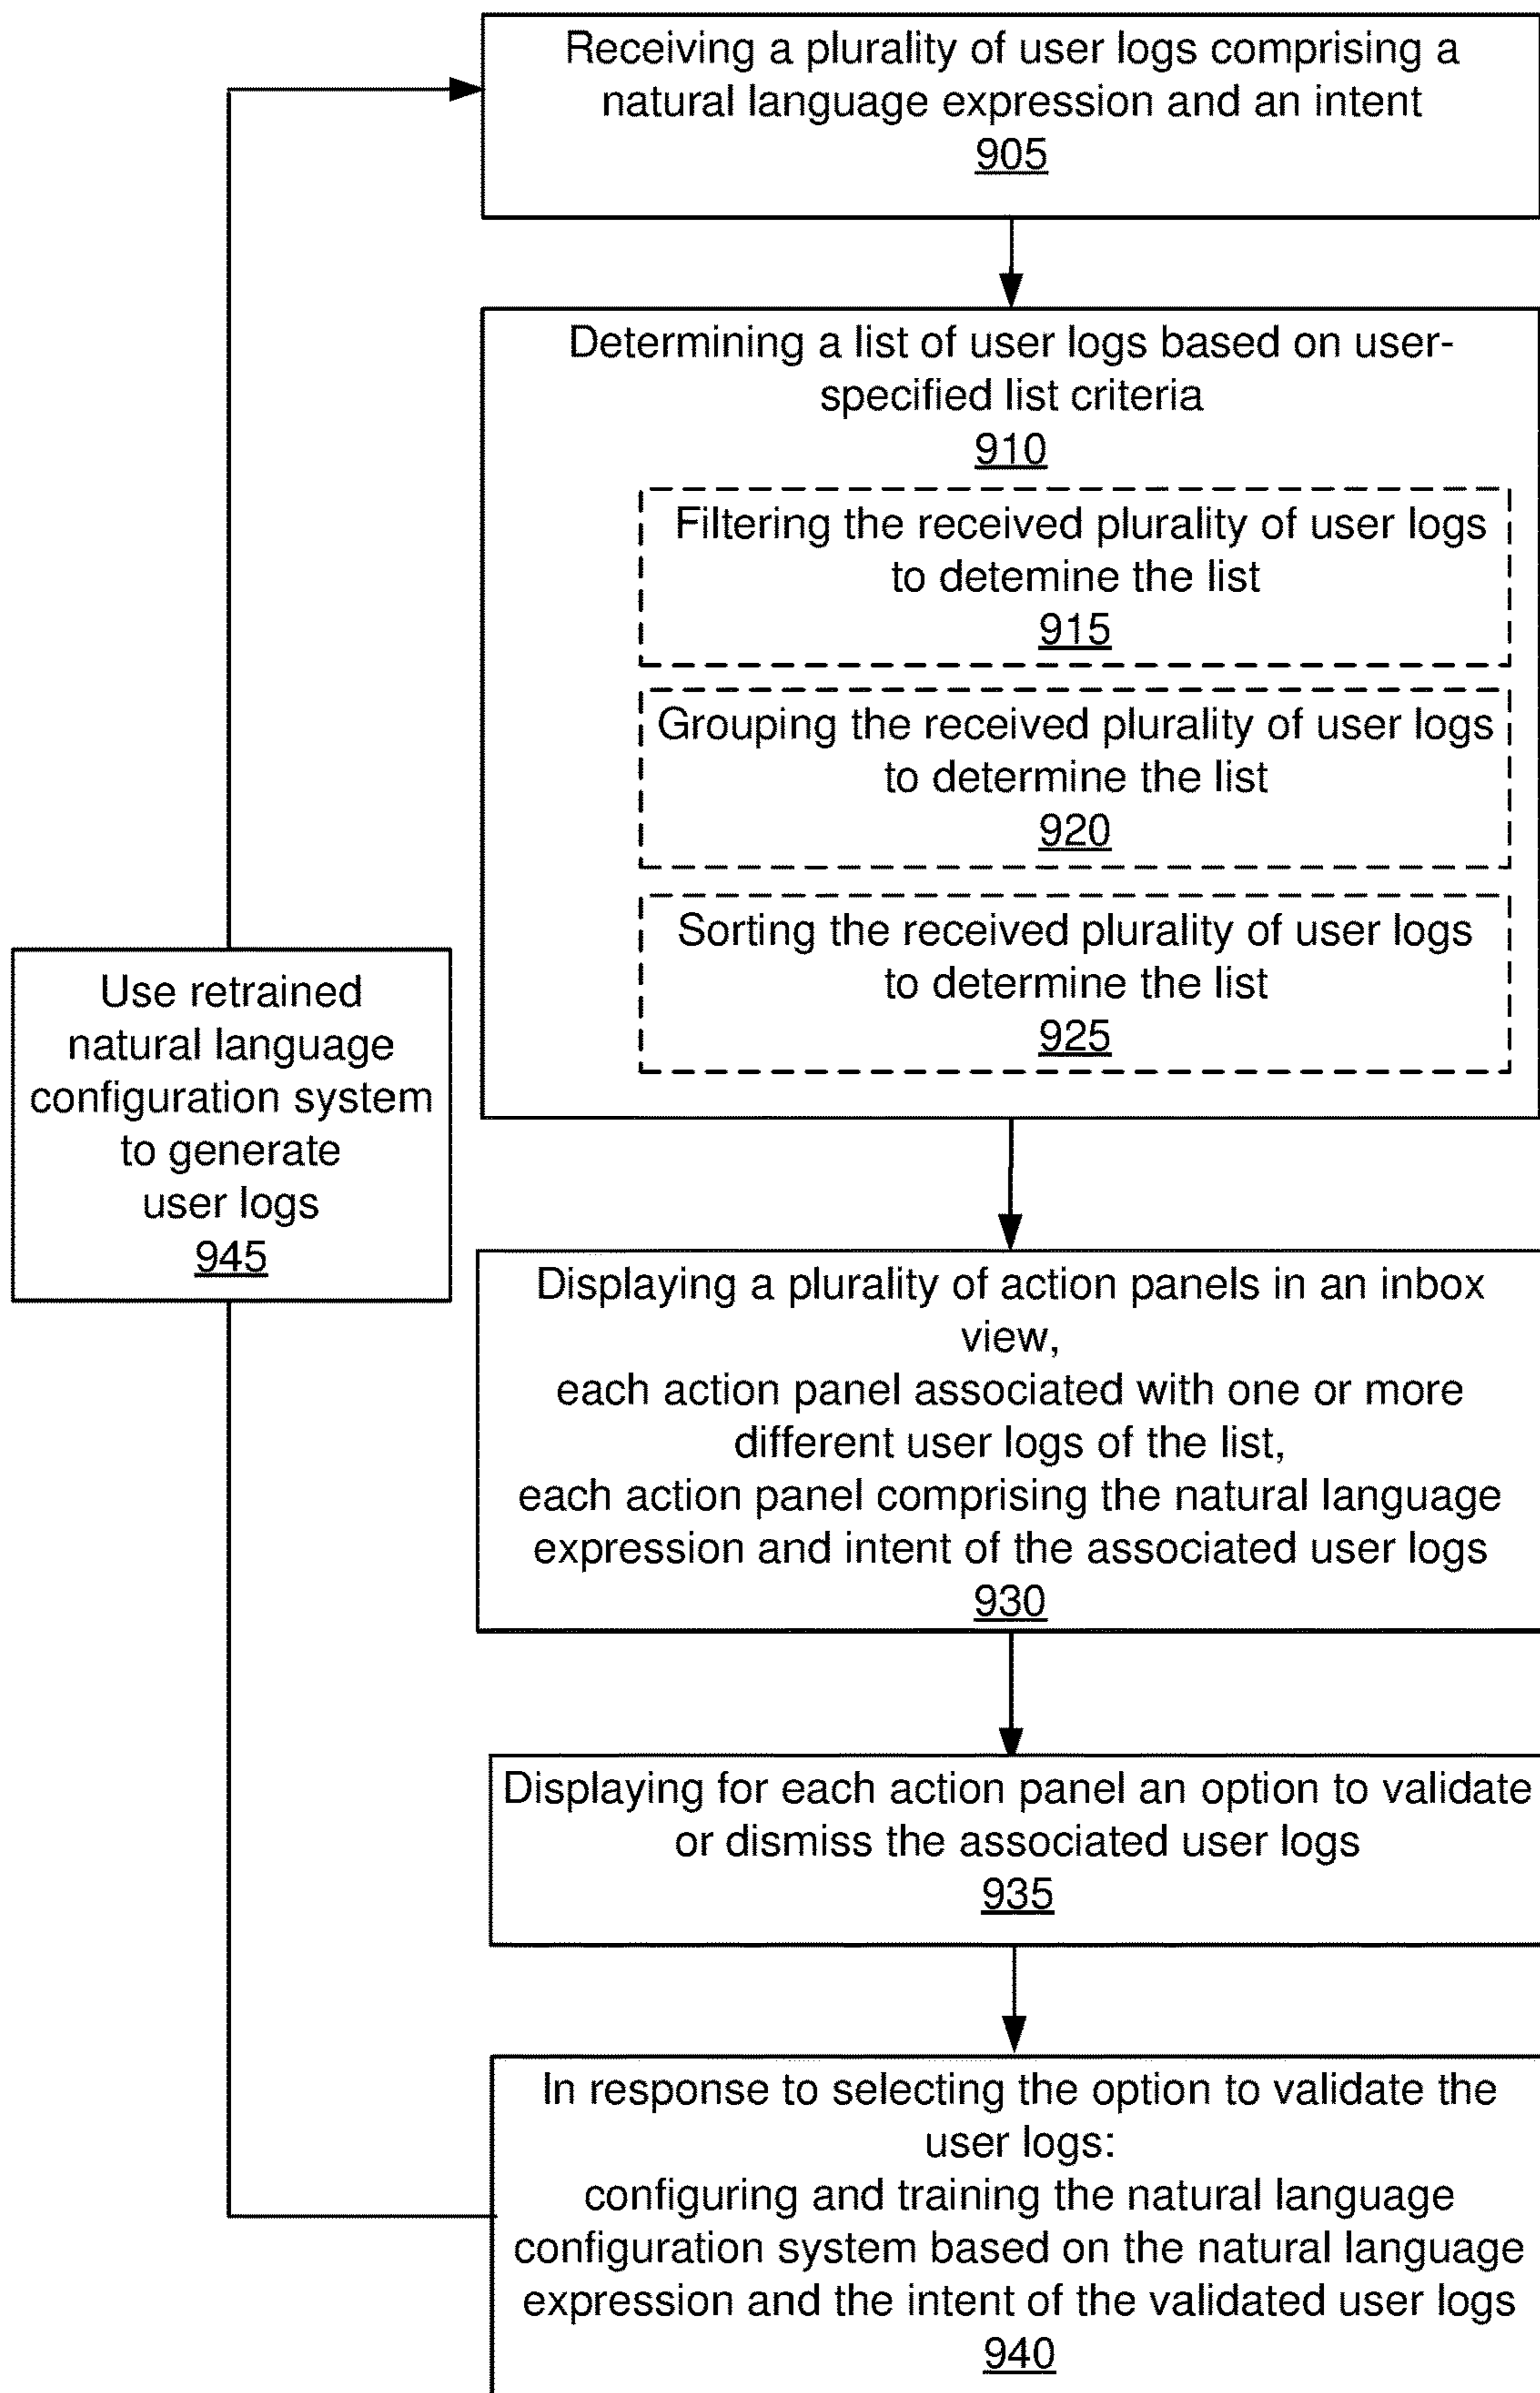 Receiving a plurality of user logs comprising a
natural language expression and an intent
905
Determining a list of user logs based on user-
specified list criteria
910
Filtering the received plurality of user logs
to detemine the list
915
Grouping the received plurality of user logs
to determine the list
920
Sorting the received plurality of user logs
to determine the list
925
Use retrained
natural language
configuration system
to generate
user logs
945
Displaying a plurality of action panels in an inbox
view,
each action panel associated with one or more
different user logs of the list,
each action panel comprising the natural language
expression and intent of the associated user logs
930
Displaying for each action panel an option to validate
or dismiss the associated user logs
935
In response to selecting the option to validate the
user logs:
configuring and training the natural language
configuration system based on the natural language
expression and the intent of the validated user logs
940